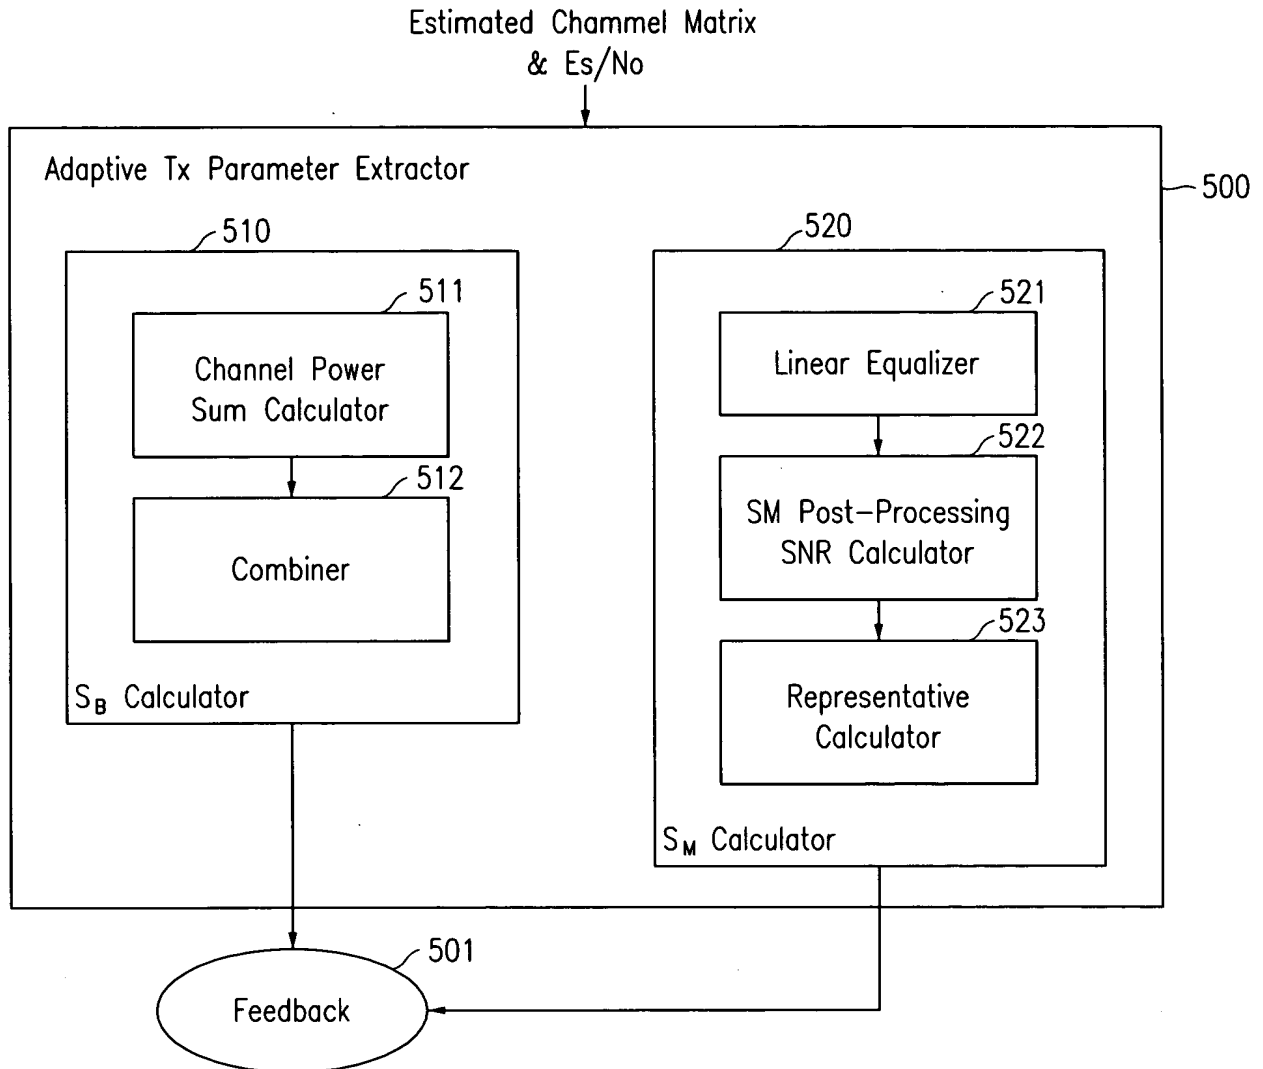 Estimated Chammel Matrix
& Es/No
Adaptive Tx Parameter Extractor
500
510
520
511
521
Channel Power
Sum Calculator
Linear Equalizer
512
522
Combiner
SM Post-Processing
SNR Calculator
523
Representative
Calculator
SB Calculator
SM Calculator
501
Feedback